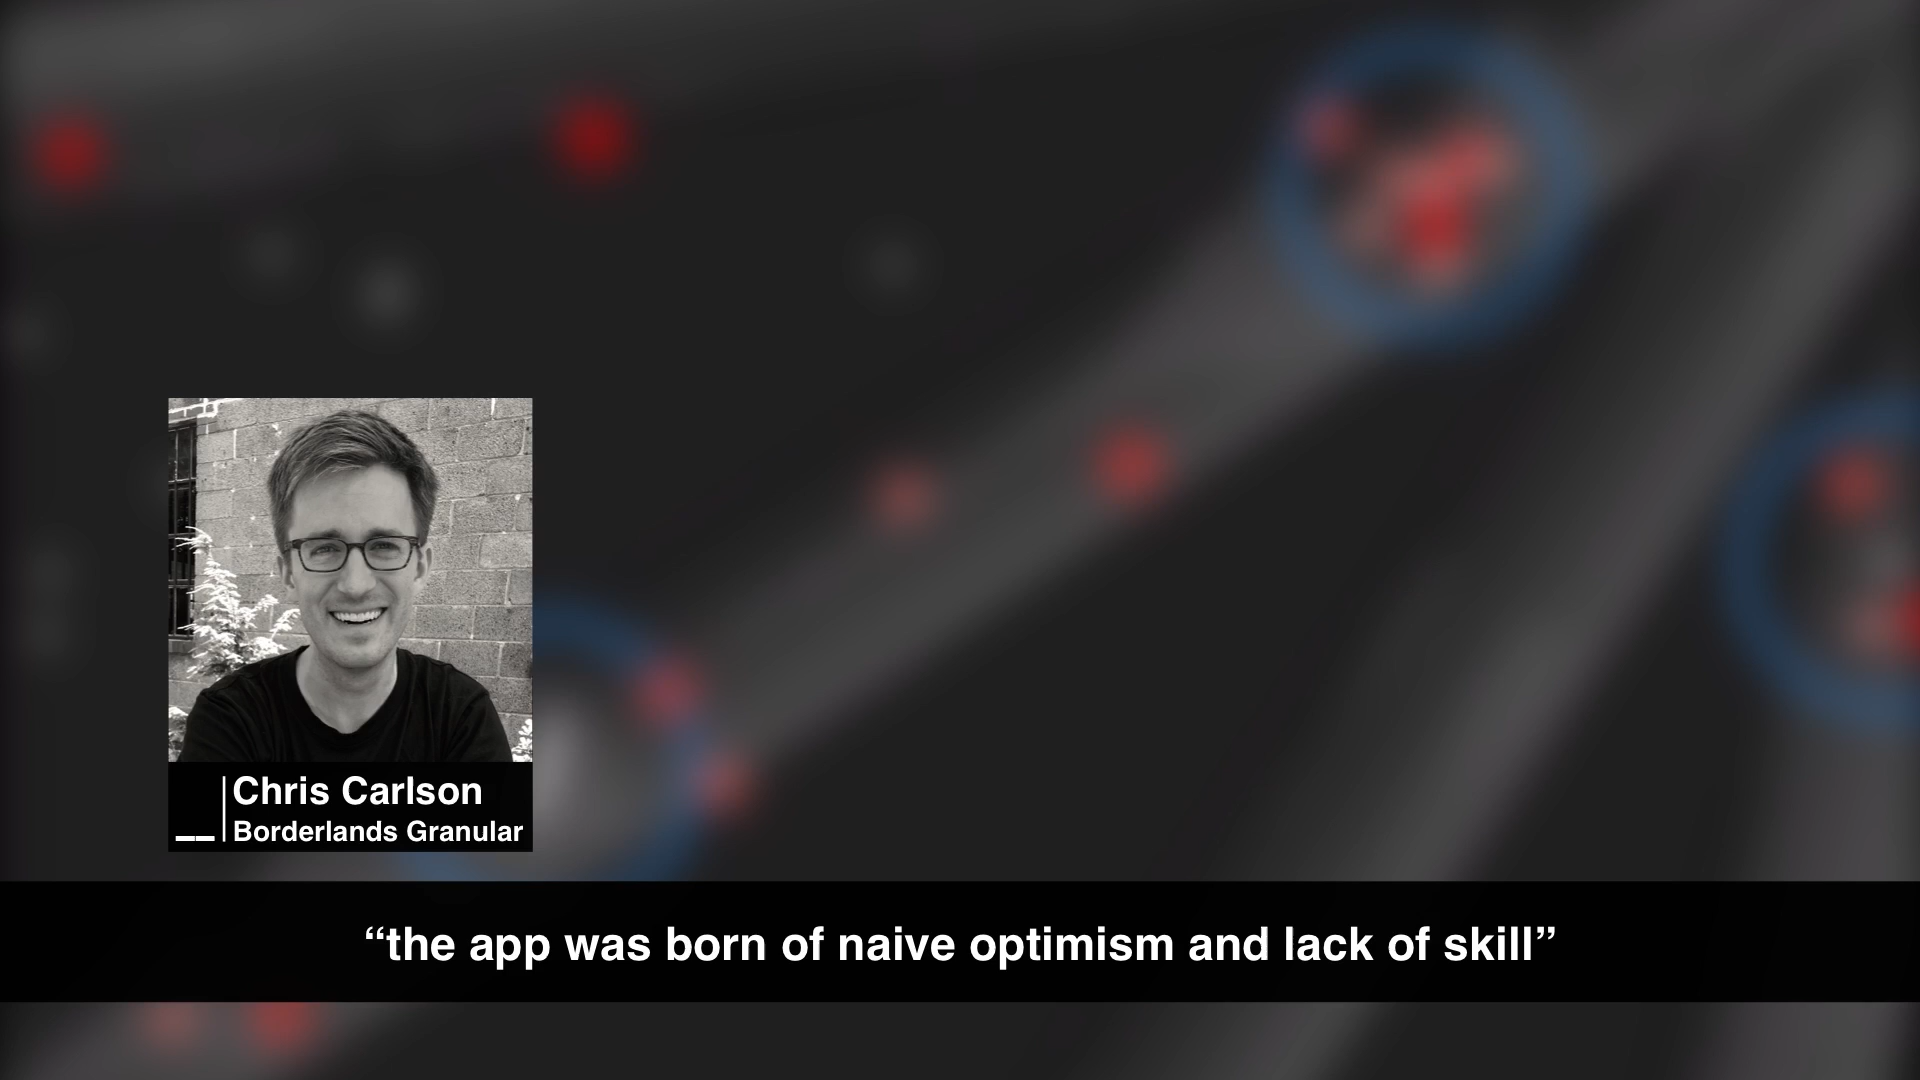 Chris Carlson
Borderlands Granular
“the app was born of naive optimism and lack of skill”